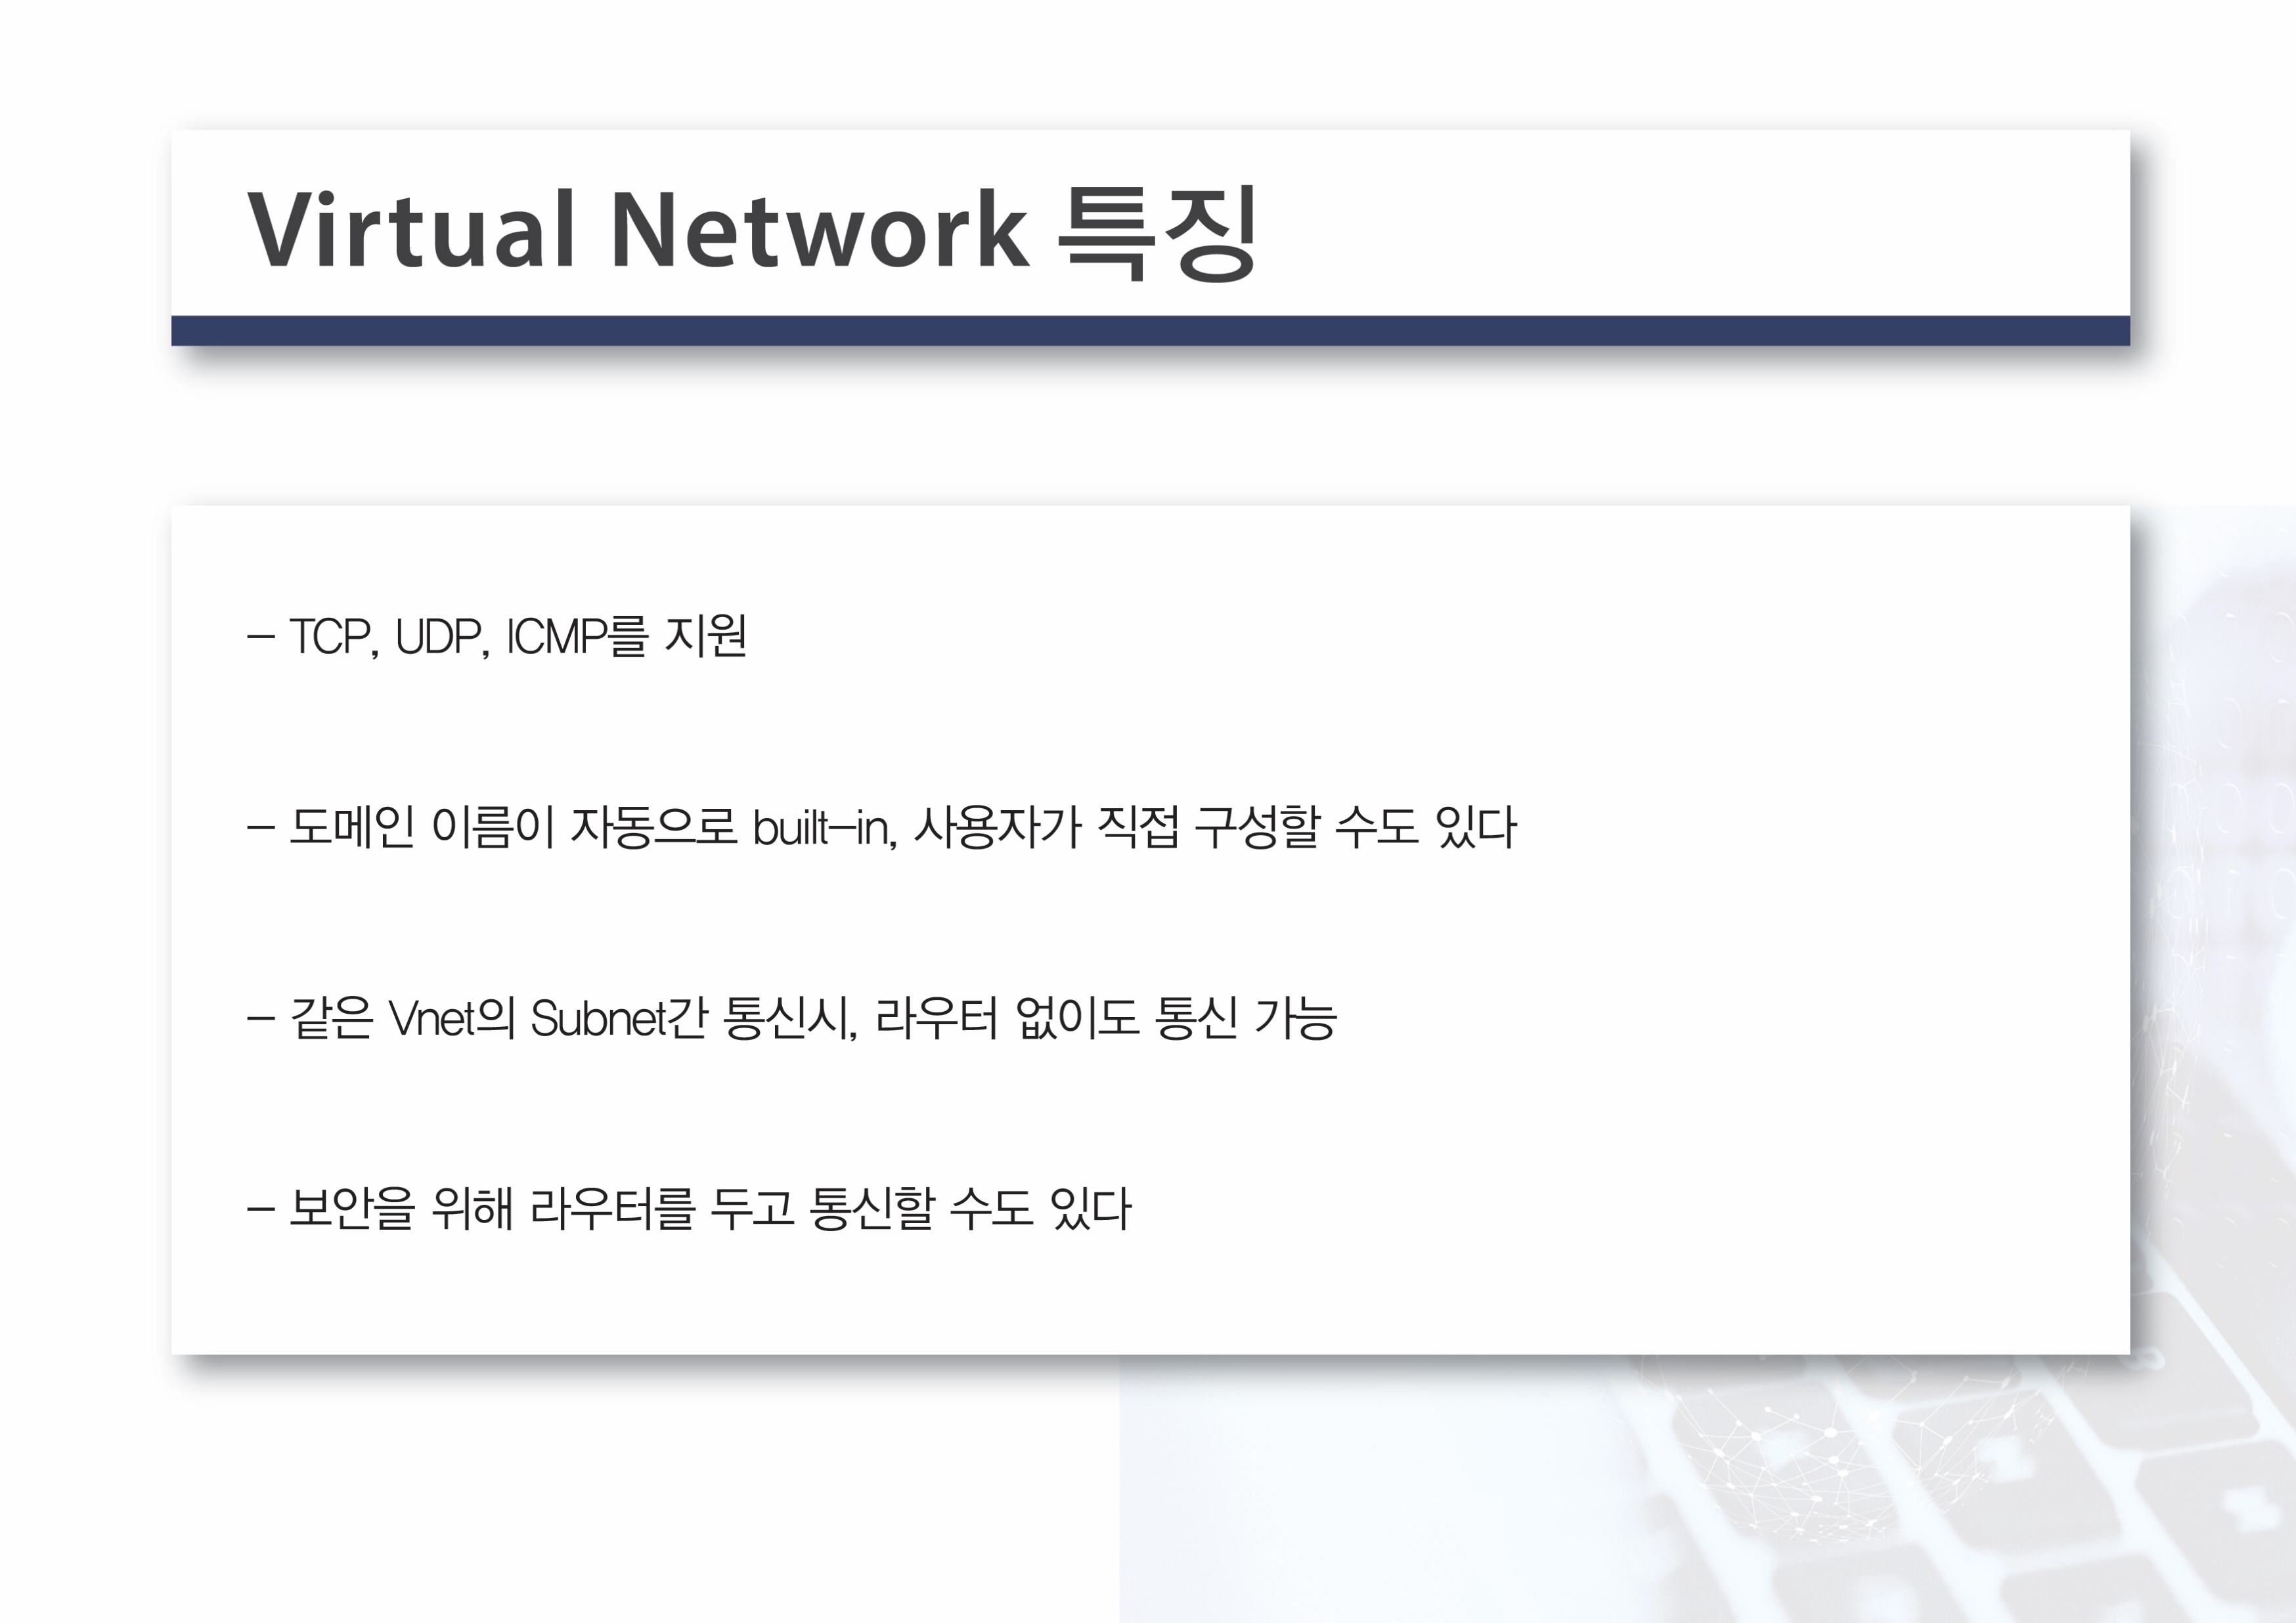 Virtual Network 특징
- TCP, UDP, ICMP를 지원
- 도메인 이름이 자동으로 built-in, 사용자가 직접 구성할 수도 있다
- 같은 Vnet의 Subnet간 통신시, 라우터 없이도 통신 가능
- 보안을 위해 라우터를 두고 통신할 수도 있다